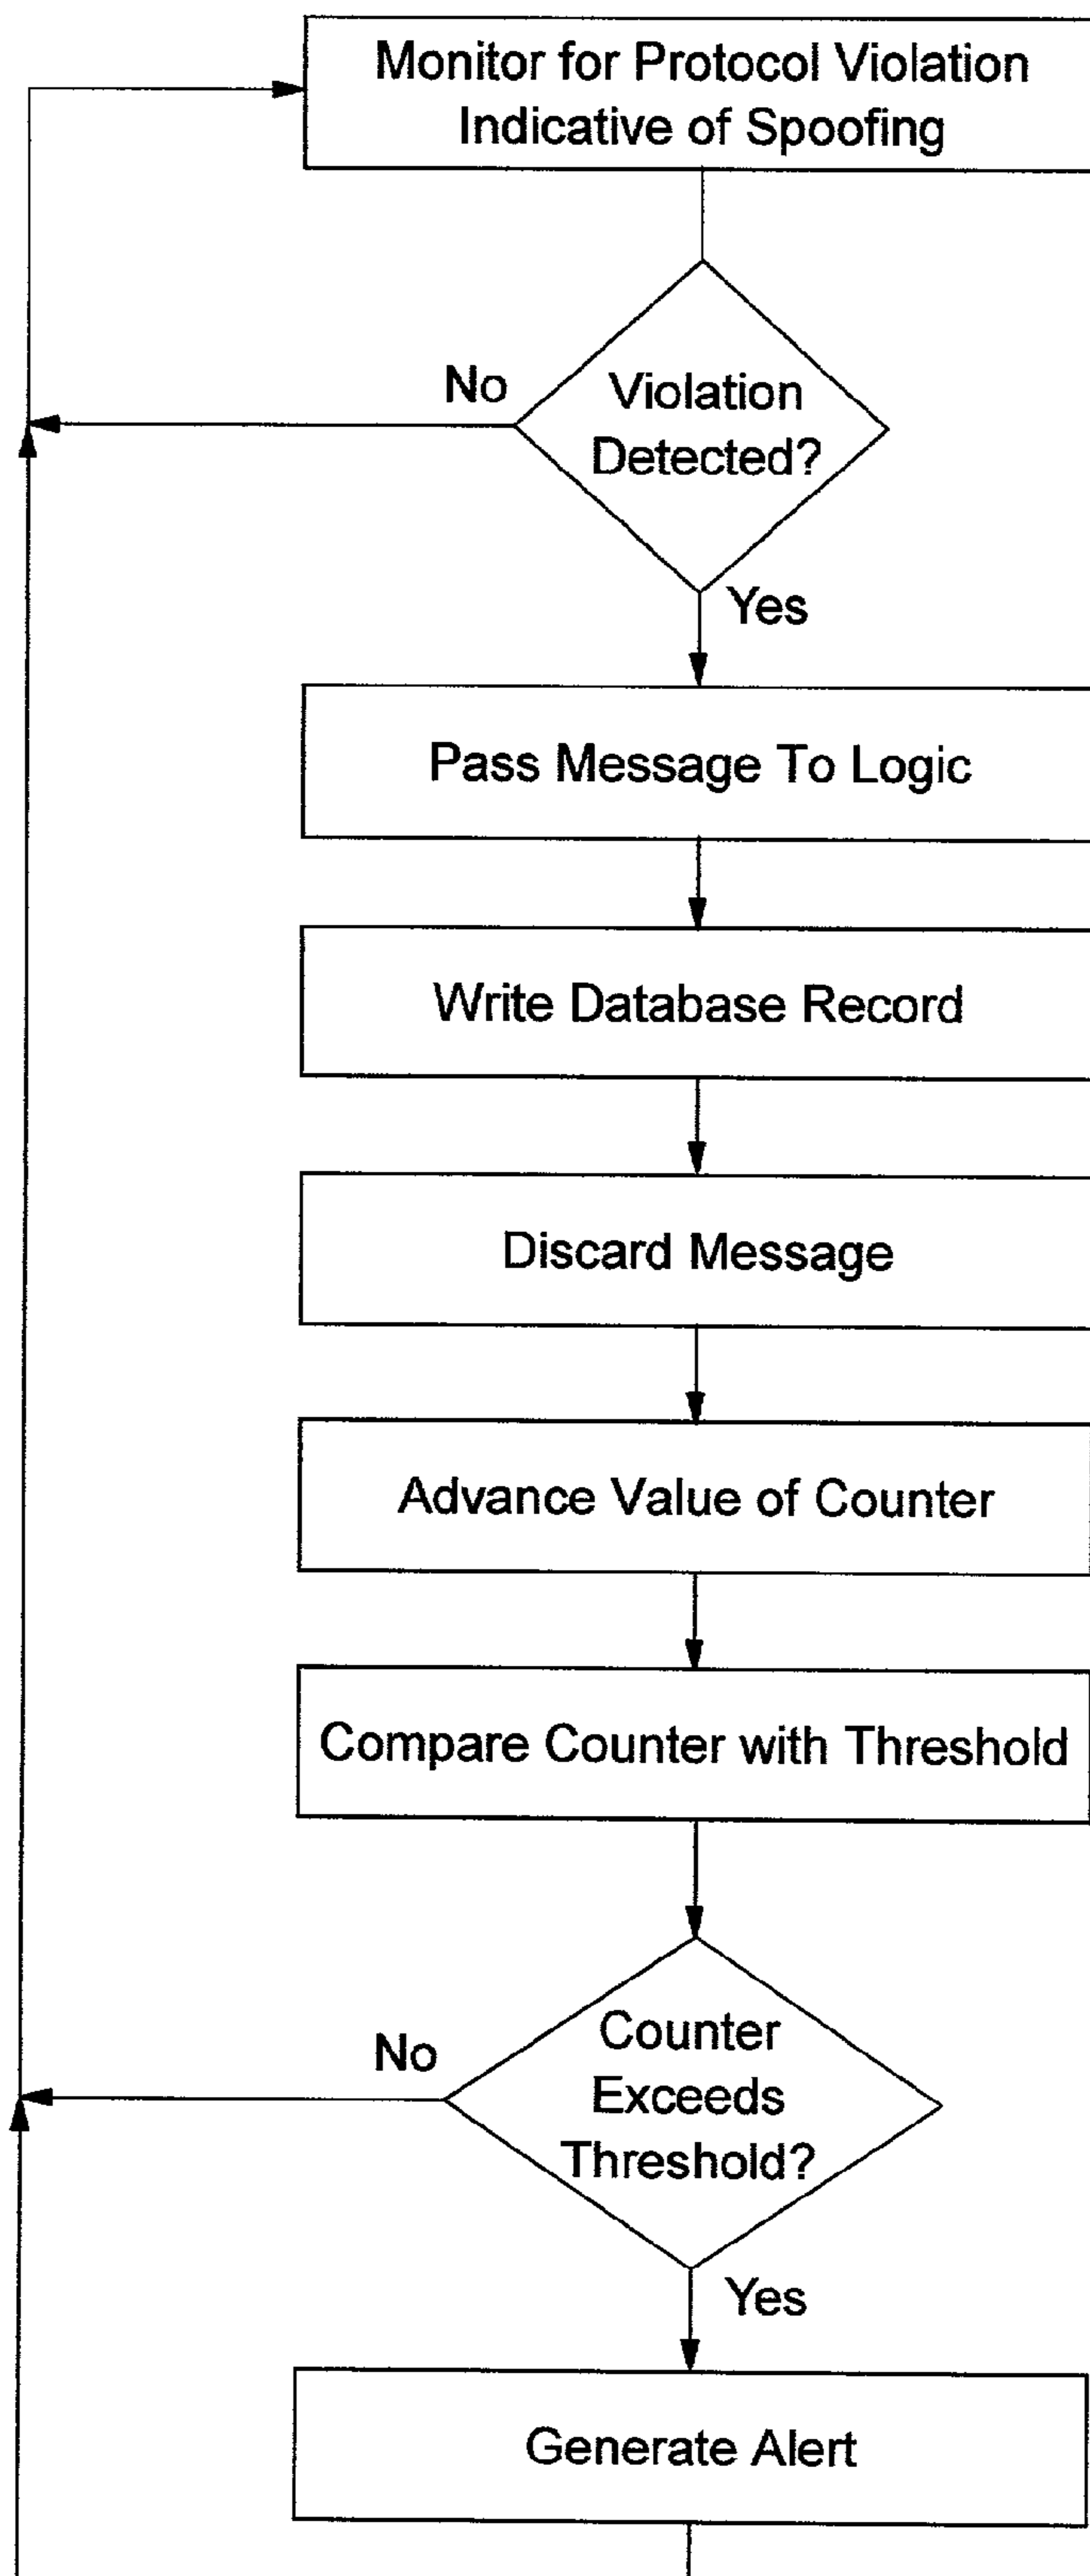 Monitor for Protocol Violation
Indicative of Spoofing
No
Violation
Detected?
Yes
Pass Message To Logic
Write Database Record
Discard Message
Advance Value of Counter
Compare Counter with Threshold
No
Counter
Exceeds
Threshold?
Yes
Generate Alert